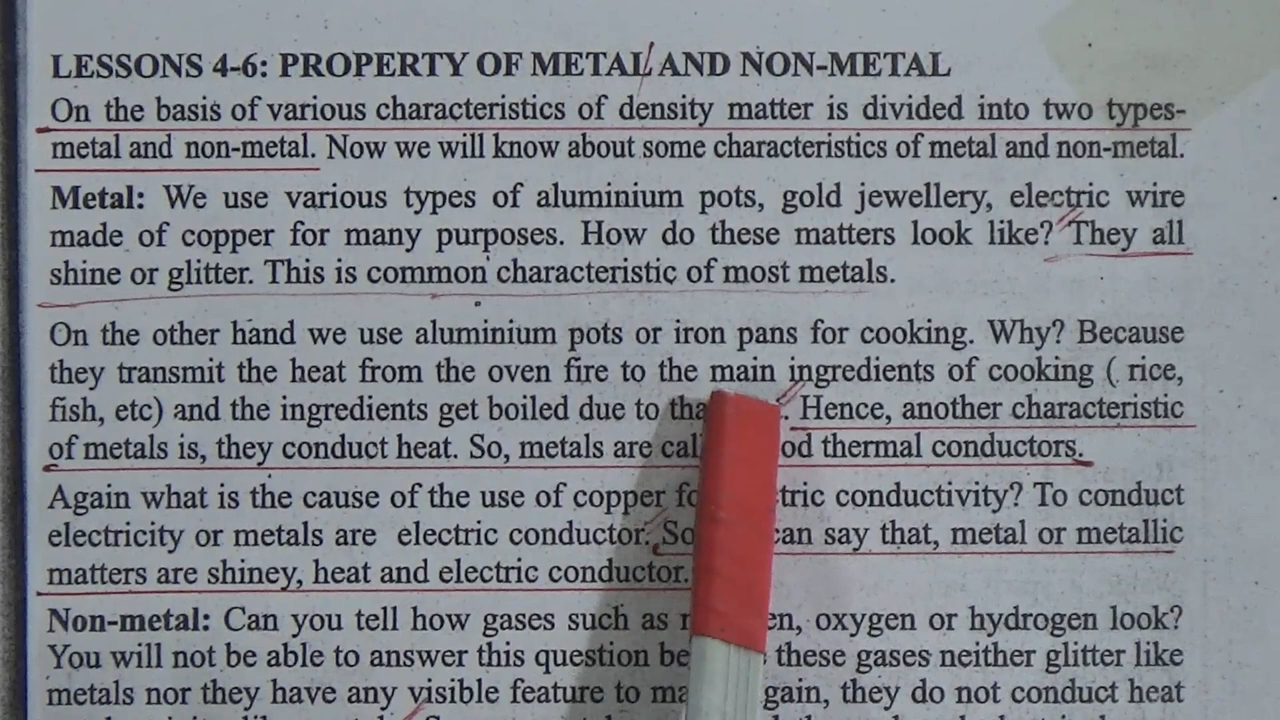 LESSONS 4-6: PROPERTY OF METAL AND NON-METAL
On the basis of various characteristics of density matter is divided into two types-
metal and non-metal. Now we will know about some characteristics of metal and non-metal.
Metal: We use various types of aluminium pots, gold jewellery, electric wire
made of copper for many purposes. How do these matters look like? They all
shine or glitter. This is common characteristic of most metals.
On the other hand we use aluminium pots or iron pans for cooking. Why? Because
they transmit the heat from the oven fire to the main ingredients of cooking ( rice,
fish, etc) and the ingredients get boiled due to Hence, another characteristic
of metals is, they conduct heat. So, metals are thermal conductors.
Again what is the cause of the use of copper conductivity? To conduct
electricity or metals are electric conductor. So can say that, metal or metallic
matters are shiney, heat and electric conductor.
Non-metal: Can you tell how gases such as oxygen or hydrogen look?
You will not be able to answer this question these gases neither glitter like
metals nor they have any visible feature to they do not conduct heat